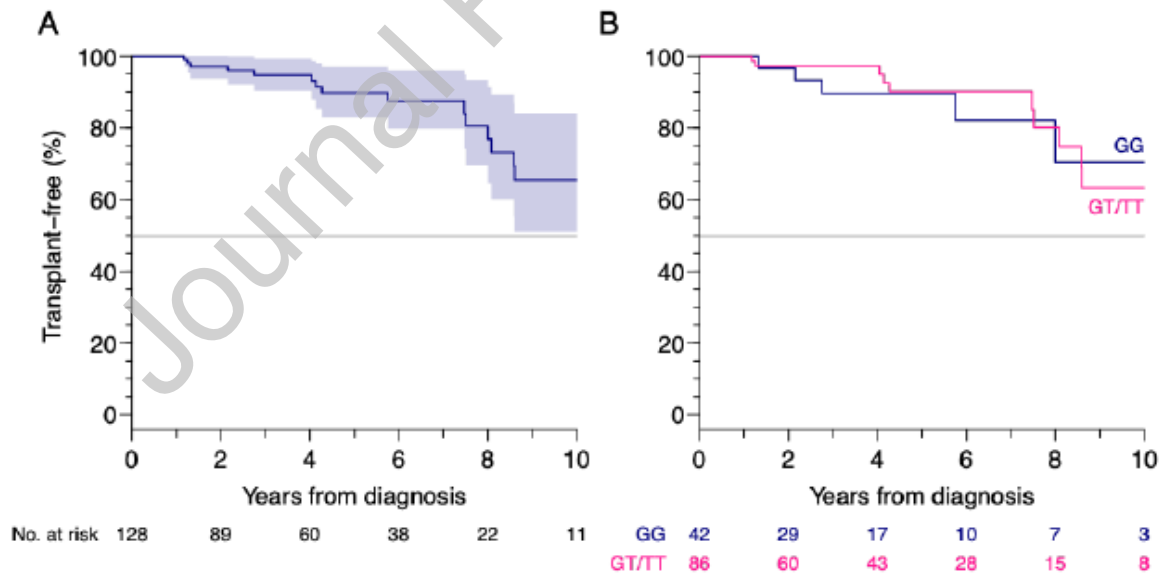 A
B
Journal P
Transplant-free (%)
100
80
60
40
20
0
0 2 4 6 8 10
Years from diagnosis
No. at risk 128 89 60 38 22 11
100
80
60
40
20
0
GG
GT/TT
0 2 4 6 8 10
Years from diagnosis
GG 42 29 17 10 7 3
GT/TT 86 60 43 28 15 8